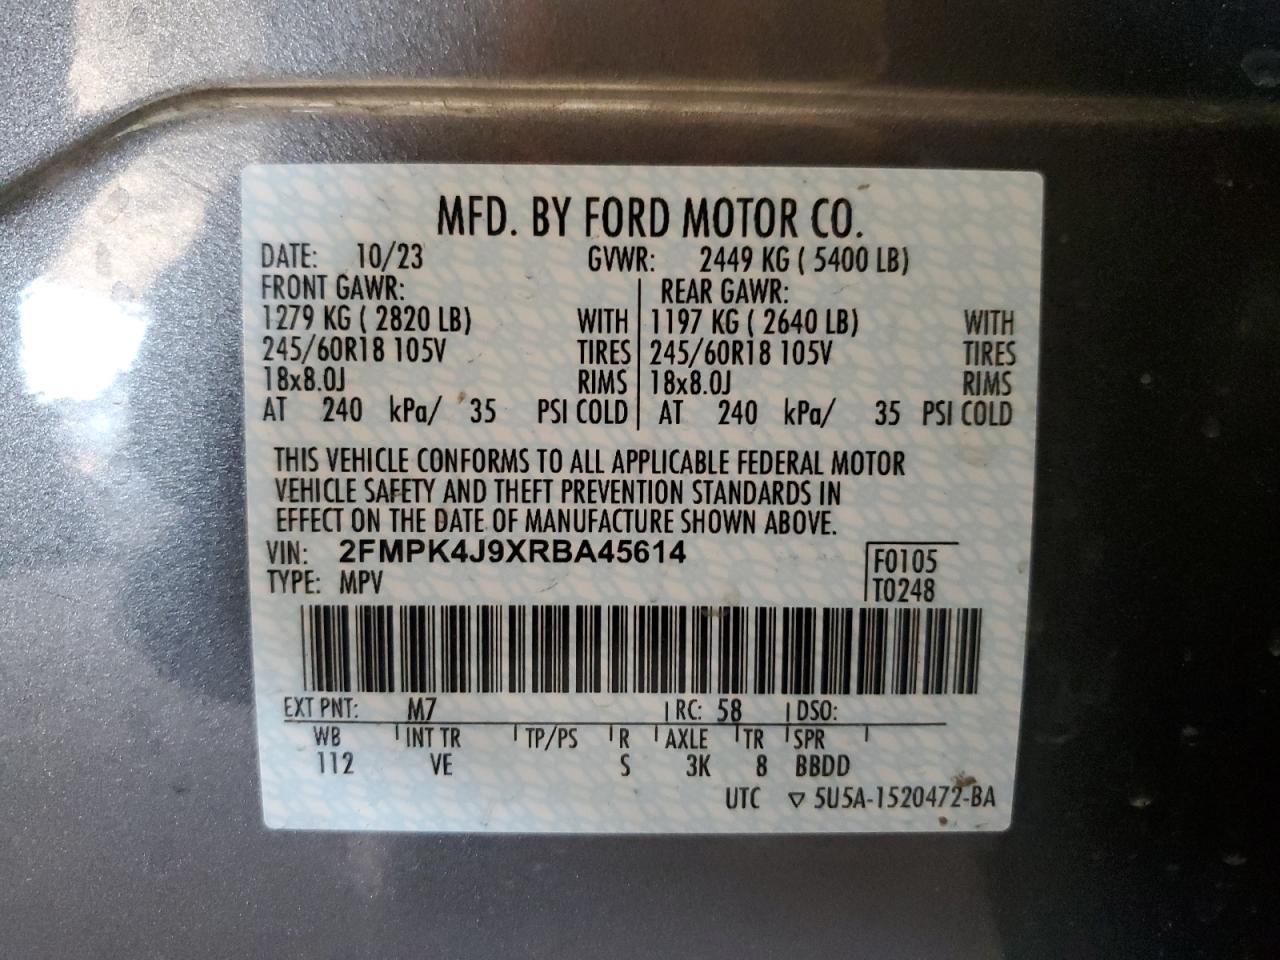 MFD. BY FORD MOTOR CO.
DATE: 10/23 GVWR: 2449 KG ( 5400 LB)
FRONT GAWR: REAR GAWR:
1279 KG ( 2820 LB) WITH 1197 KG ( 2640 LB) WITH
245/60R18 105V TIRES 245/60R18 105V TIRES
18x8.0J RIMS 18x8.0J RIMS
AT 240 kPa/ 35 PSI COLD AT 240 kPa/ 35 PSI COLD
THIS VEHICLE CONFORMS TO ALL APPLICABLE FEDERAL MOTOR
VEHICLE SAFETY AND THEFT PREVENTION STANDARDS IN
EFFECT ON THE DATE OF MANUFACTURE SHOWN ABOVE.
VIN: 2FMPK4J9XRBA45614 F0105
TYPE: MPV T0248
EXT PNT: M7 RC: 58 DSO:
WB INT TR TP/PS R AXLE TR SPR
112 VE S 3K 8 BBDD
UTC ▽ 5U5A-1520472-BA